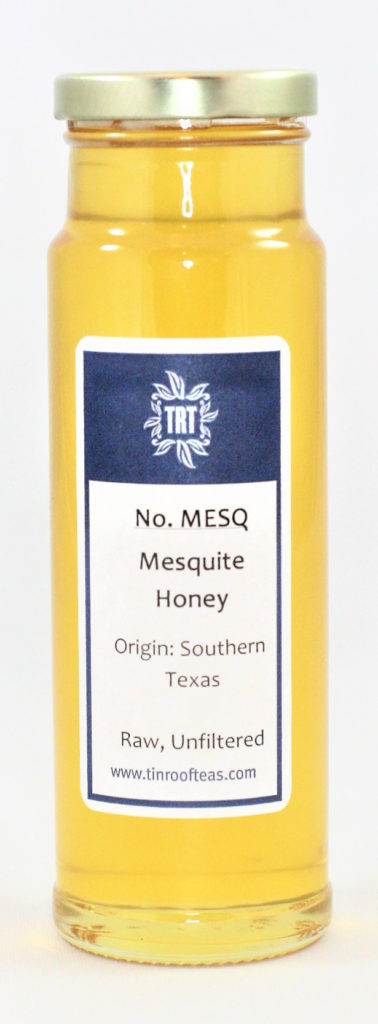 TRT
No. MESQ
Mesquite
Honey
Origin: Southern
Texas
Raw, Unfiltered
www.tinroofteas.com